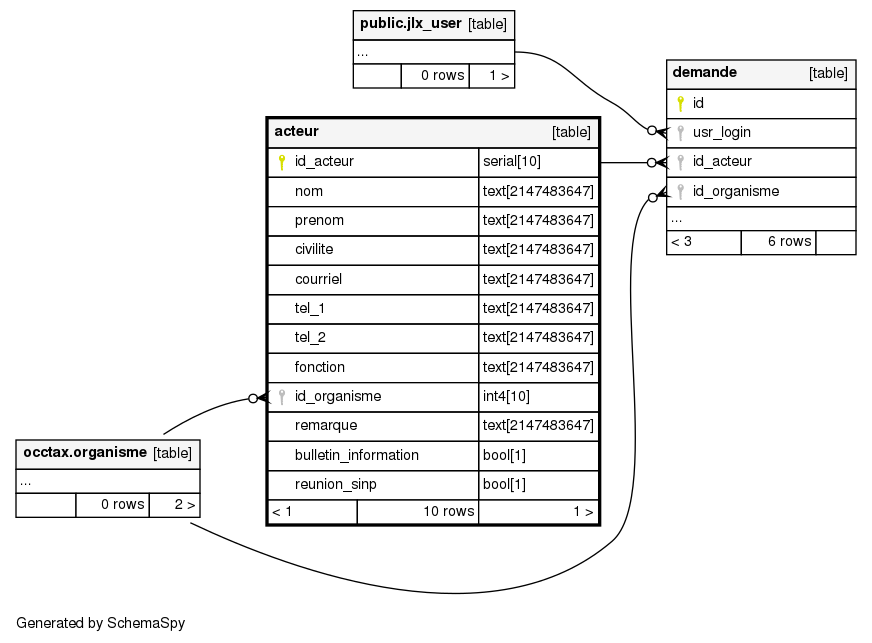 public.jlx_user [table]
...
0 rows 1 >
demande [table]
id
usr_login
id_acteur
id_organisme
...
< 3 6 rows
acteur [table]
id_acteur serial[10]
nom text[2147483647]
prenom text[2147483647]
civilite text[2147483647]
courriel text[2147483647]
tel_1 text[2147483647]
tel_2 text[2147483647]
fonction text[2147483647]
id_organisme int4[10]
remarque text[2147483647]
bulletin_information bool[1]
reunion_sinp bool[1]
< 1 10 rows 1 >
occtax.organisme [table]
...
0 rows 2 >
Generated by SchemaSpy